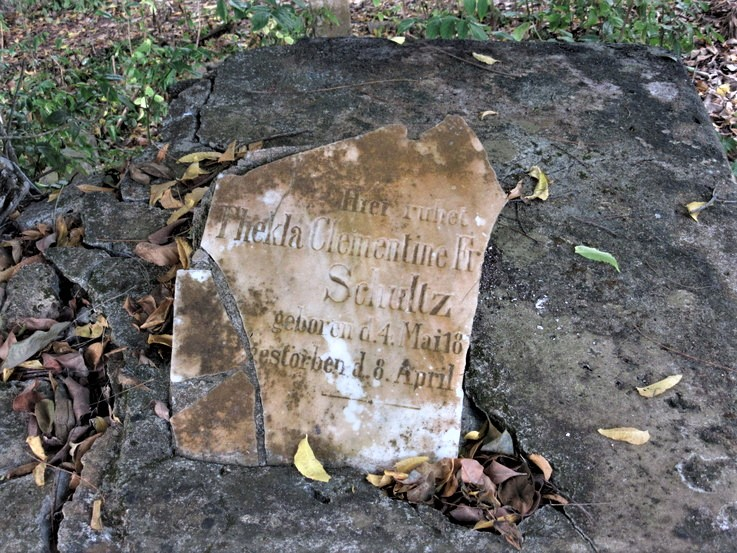 Hier ruhet
Thekla Clementine Fr
Schultz
geboren d. 4. Mai 18
gestorben d. 8. April